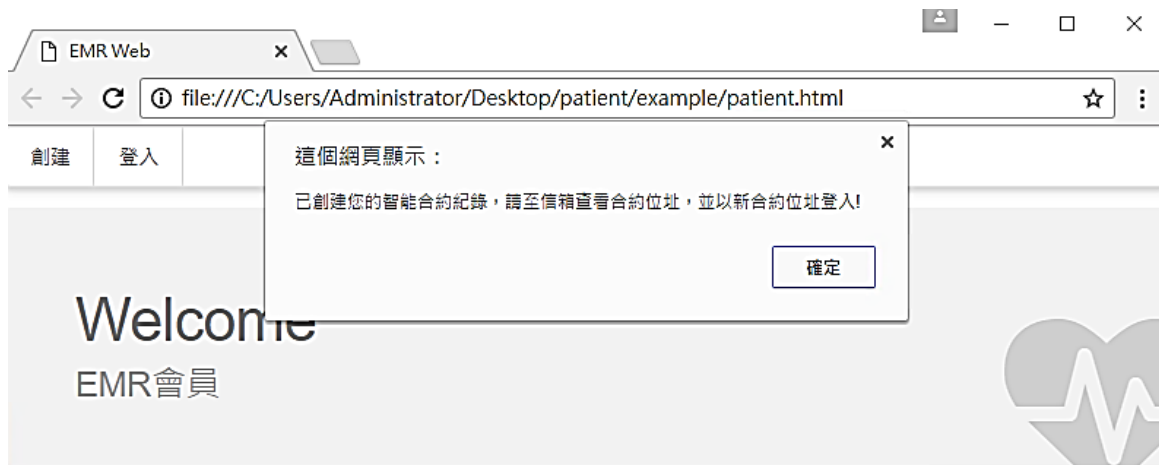 EMR Web
file:///C:/Users/Administrator/Desktop/patient/example/patient.html
創建 登入
這個網頁顯示：
已創建您的智能合約紀錄，請至信箱查看合約位址，並以新合約位址登入!
確定
Welcome
EMR會員